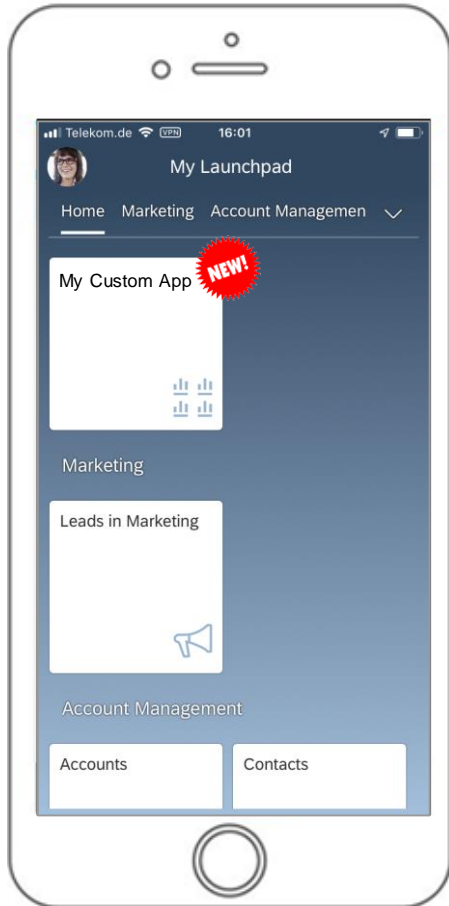 Telekom.de VPN 16:01
My Launchpad
Home Marketing Account Managemen
NEW!
My Custom App
Marketing
Leads in Marketing
Account Management
Accounts Contacts